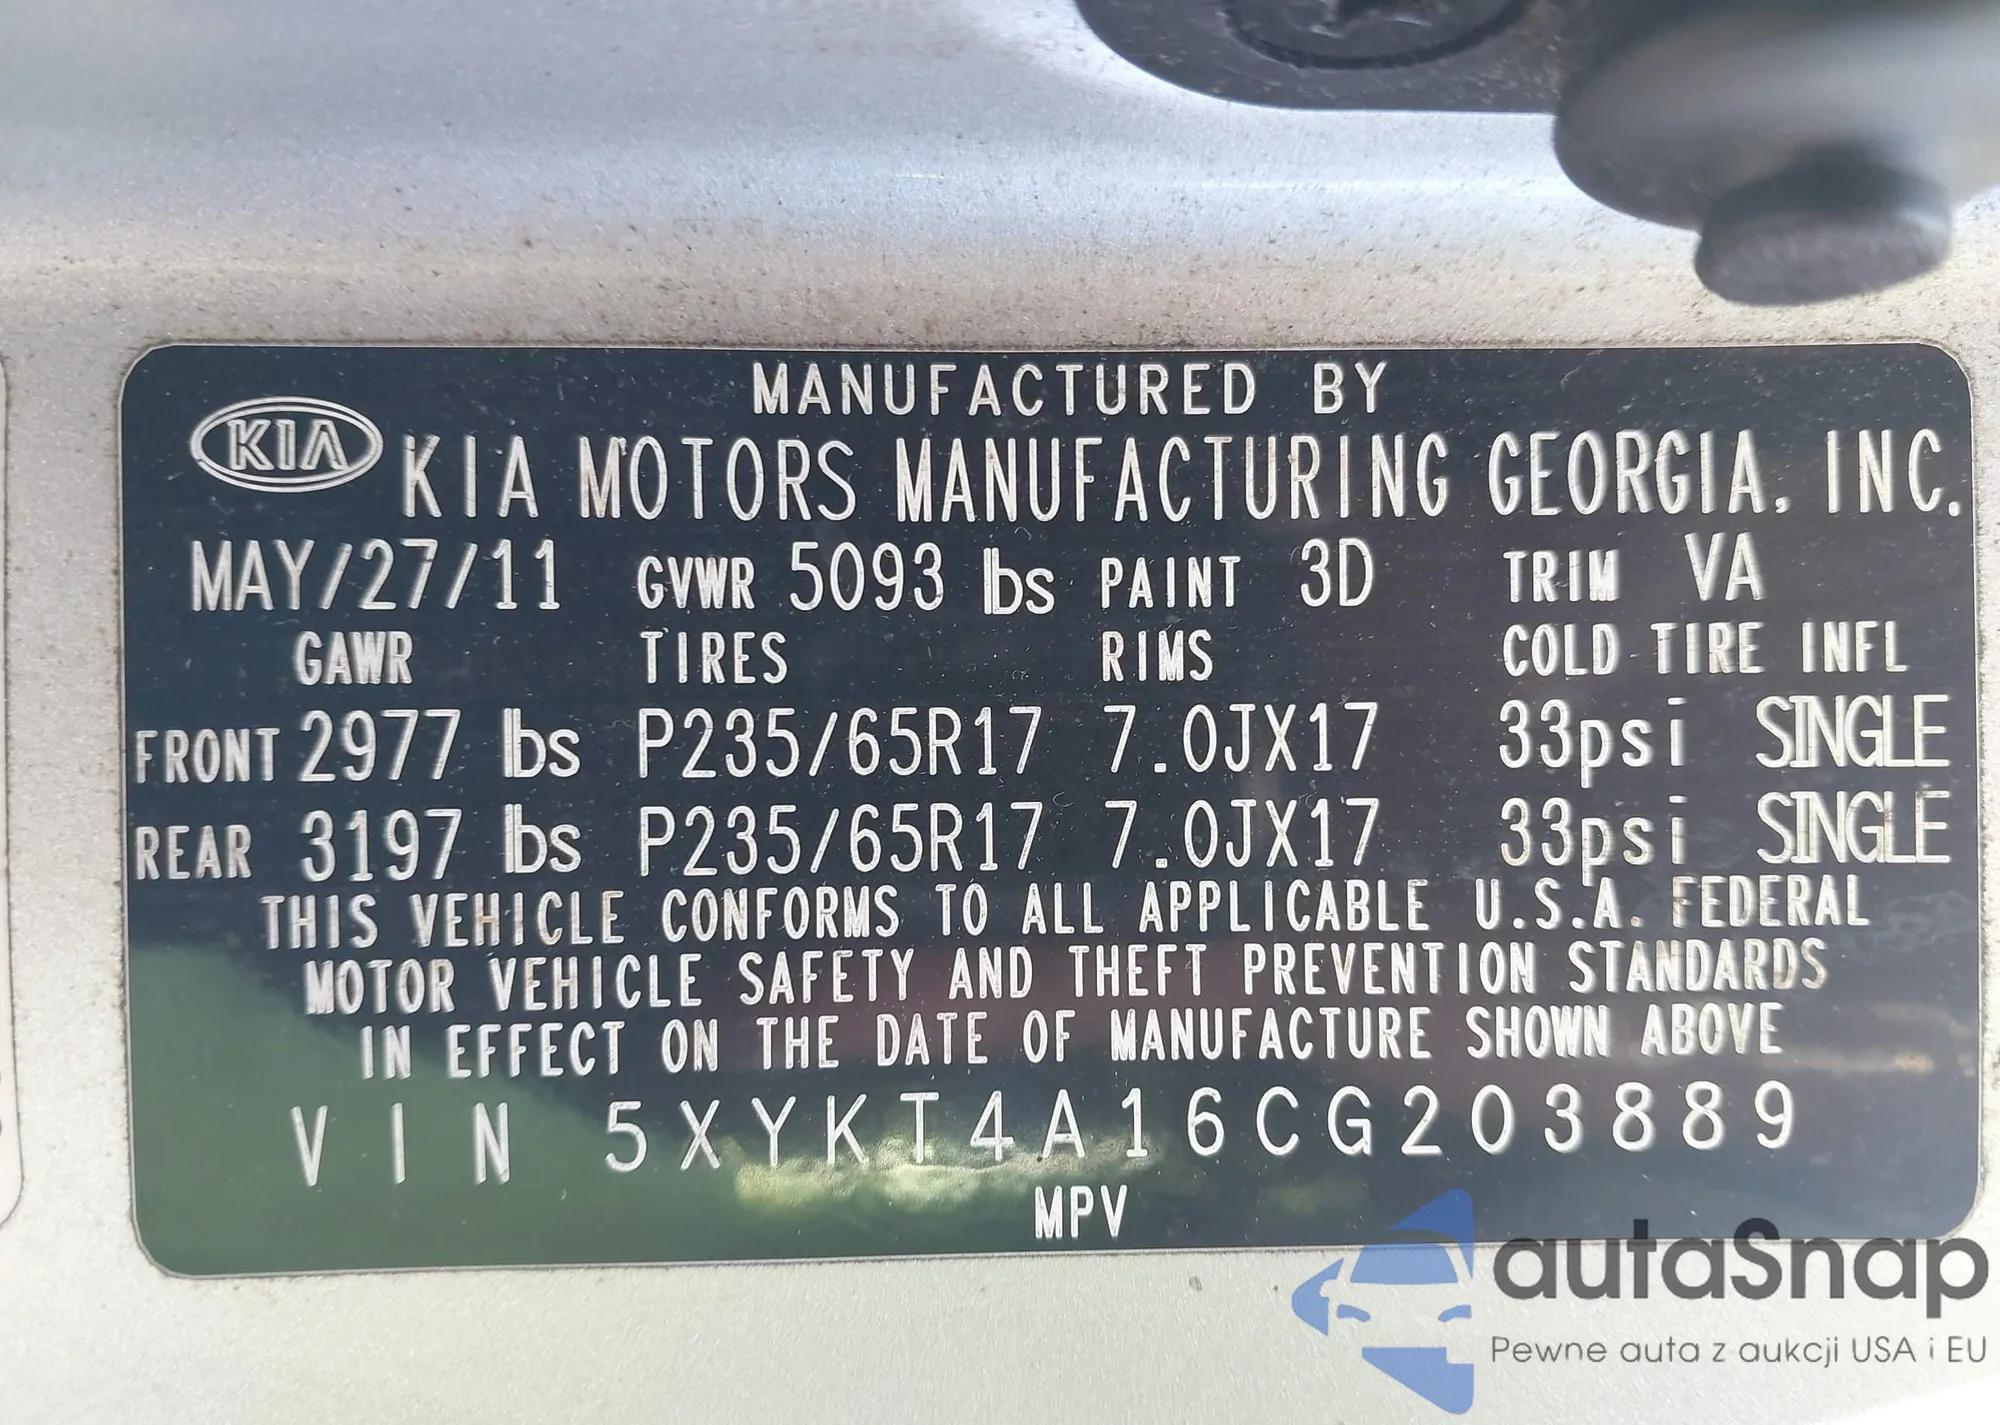 MANUFACTURED BY
KIA KIA MOTORS MANUFACTURING GEORGIA, INC.
MAY/27/11 GVWR 5093 lbs PAINT 3D TRIM VA
GAWR TIRES RIMS COLD TIRE INFL
FRONT 2977 lbs P235/65R17 7.0JX17 33psi SINGLE
REAR 3197 lbs P235/65R17 7.0JX17 33psi SINGLE
THIS VEHICLE CONFORMS TO ALL APPLICABLE U.S.A. FEDERAL
MOTOR VEHICLE SAFETY AND THEFT PREVENTION STANDARDS
IN EFFECT ON THE DATE OF MANUFACTURE SHOWN ABOVE
VIN 5XYKT4A16CG203889
MPV
autaSnap
Pewne auta z aukcji USA i EU